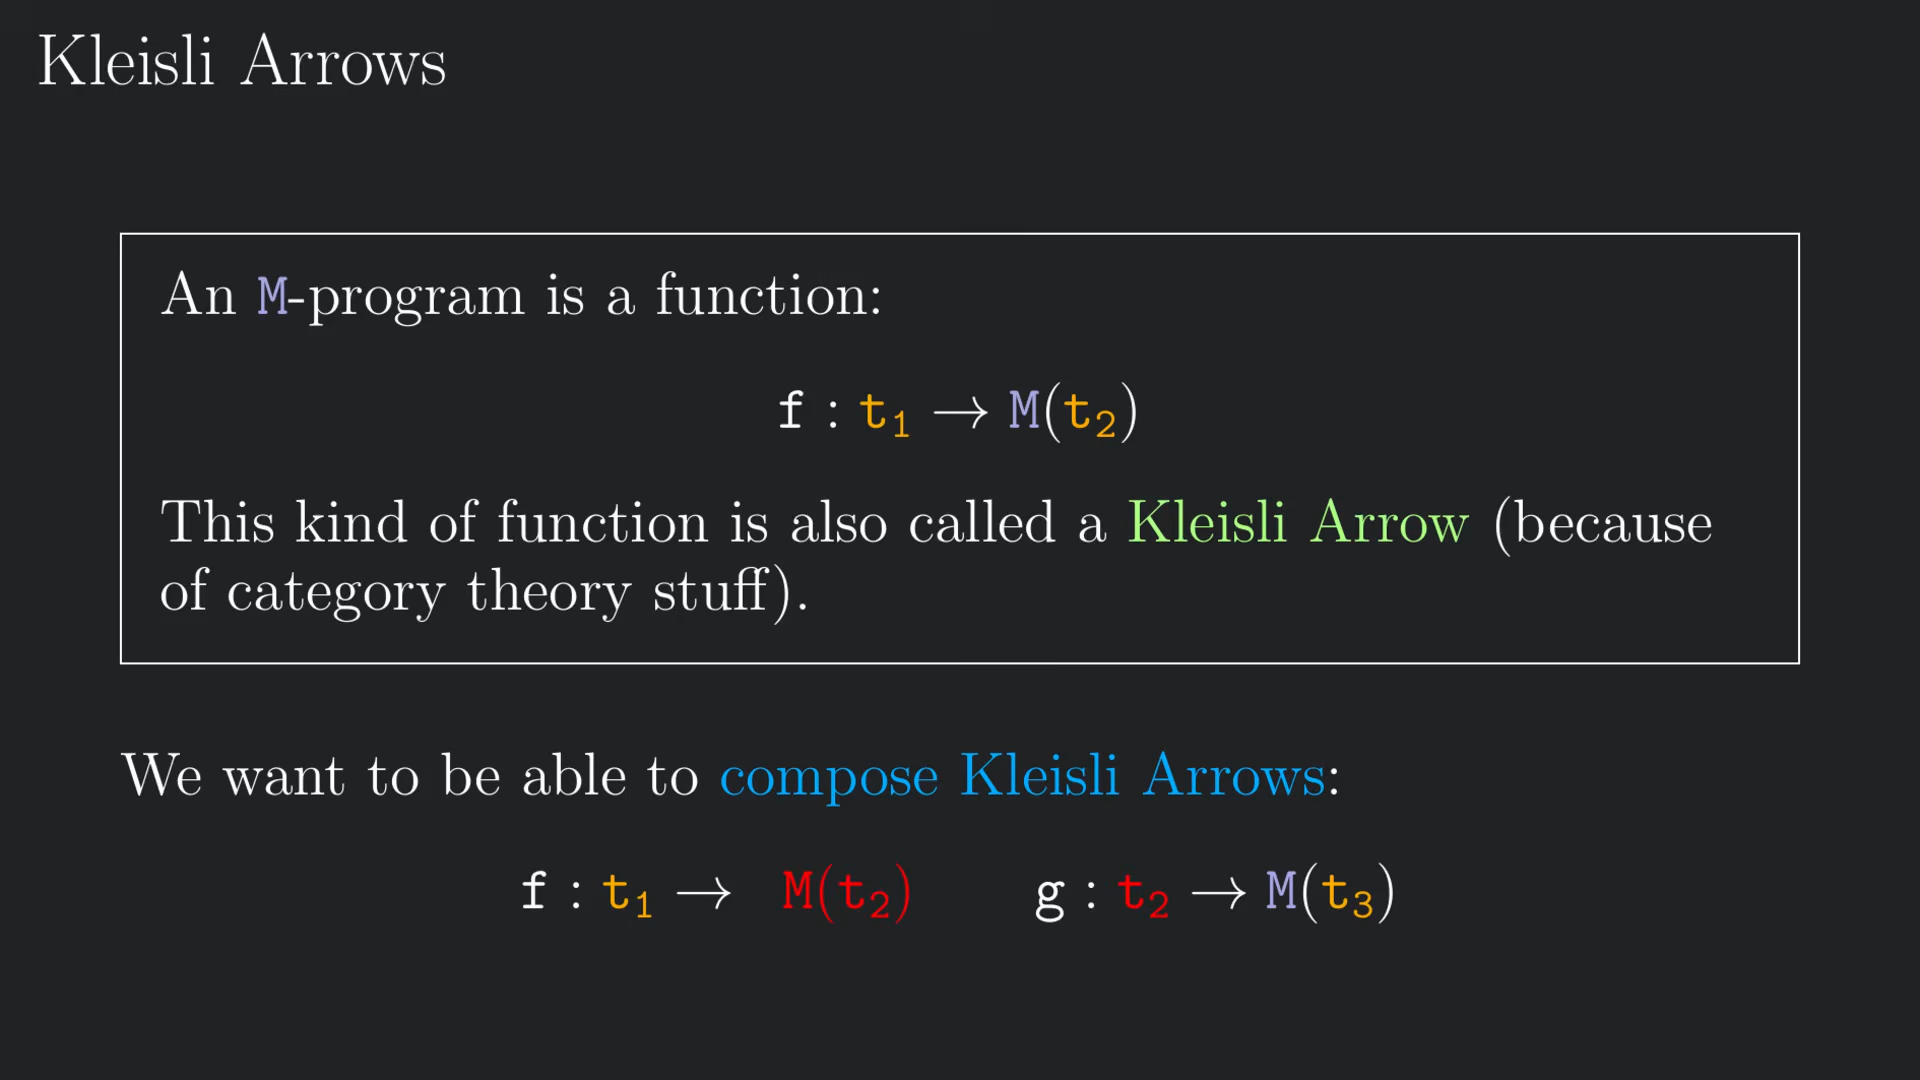 Kleisli Arrows
An M-program is a function:
f : t₁ → M(t₂)
This kind of function is also called a Kleisli Arrow (because
of category theory stuff).
We want to be able to compose Kleisli Arrows:
f : t₁ → M(t₂) g : t₂ → M(t₃)